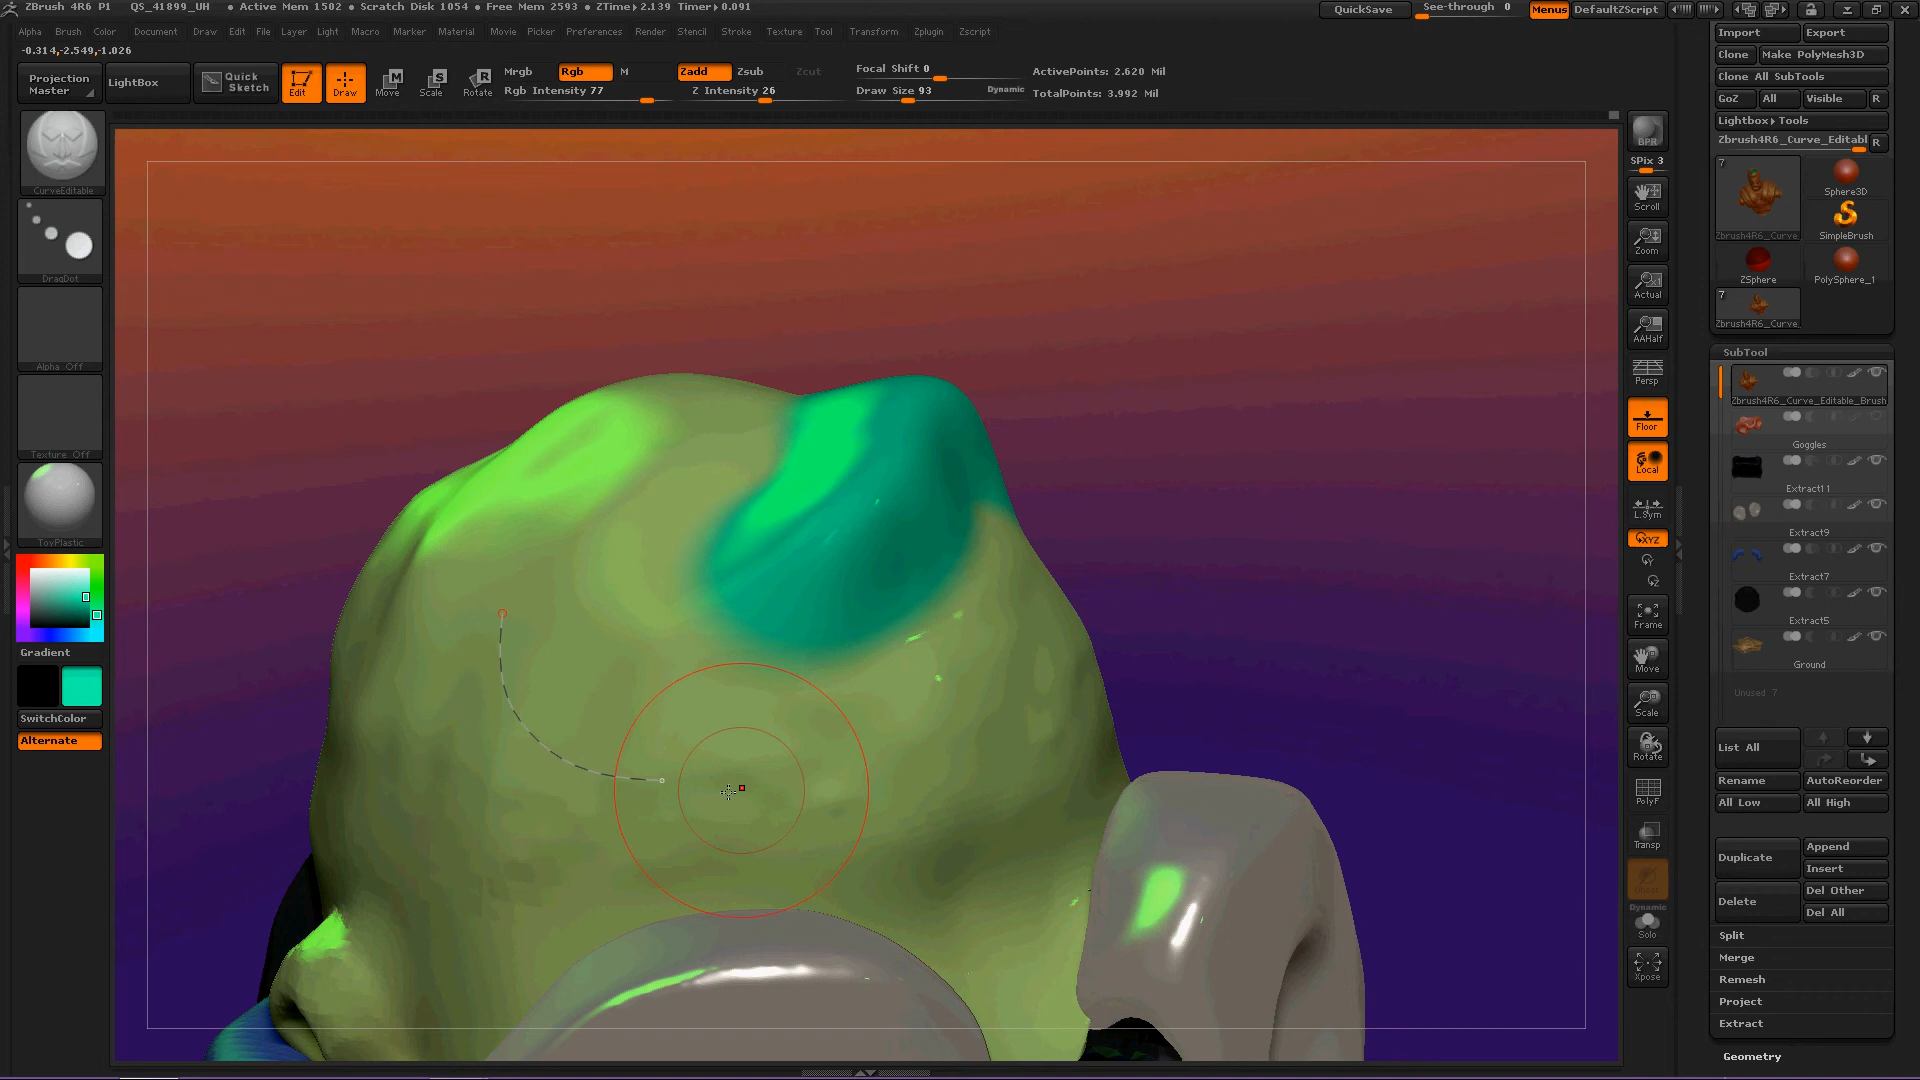 ZBrush 4R6 P1 QS_41899_UH • Active Mem 1502 • Scratch Disk 1054 • Free Mem 2593 • ZTime▸2.139 Timer▸0.091 QuickSave See-through 0 Menus DefaultZScript
Alpha Brush Color Document Draw Edit File Layer Light Macro Marker Material Movie Picker Preferences Render Stencil Stroke Texture Tool Transform Zplugin Zscript
-0.314,-2.549,-1.026
Projection Master
LightBox
Quick Sketch
Edit
Draw
Move
Scale
Rotate
Mrgb Rgb M
Rgb Intensity 77
Zadd Zsub Zcut
Z Intensity 26
Focal Shift 0
Draw Size 93 Dynamic
ActivePoints: 2.620 Mil
TotalPoints: 3.992 Mil
CurveEditable
DragDot
Alpha Off
Texture Off
ToyPlastic
Gradient
SwitchColor
Alternate
BPR
SPix 3
Scroll
Zoom
Actual
AAHalf
Persp
Floor
Local
L.Sym
XYZ
Frame
Move
Scale
Rotate
PolyF
Transp
Dynamic
Solo
Xpose
Import Export
Clone Make PolyMesh3D
Clone All SubTools
GoZ All Visible R
Lightbox▸Tools
Zbrush4R6_Curve_Editabl R
7
Sphere3D
Zbrush4R6_Curve. SimpleBrush
ZSphere PolySphere_1
7
Zbrush4R6_Curve.
SubTool
Zbrush4R6_Curve_Editable_Brush
Goggles
Extract11
Extract9
Extract7
Extract5
Ground
Unused 7
List All
Rename AutoReorder
All Low All High
Duplicate Append
Insert
Delete Del Other
Del All
Split
Merge
Remesh
Project
Extract
Geometry